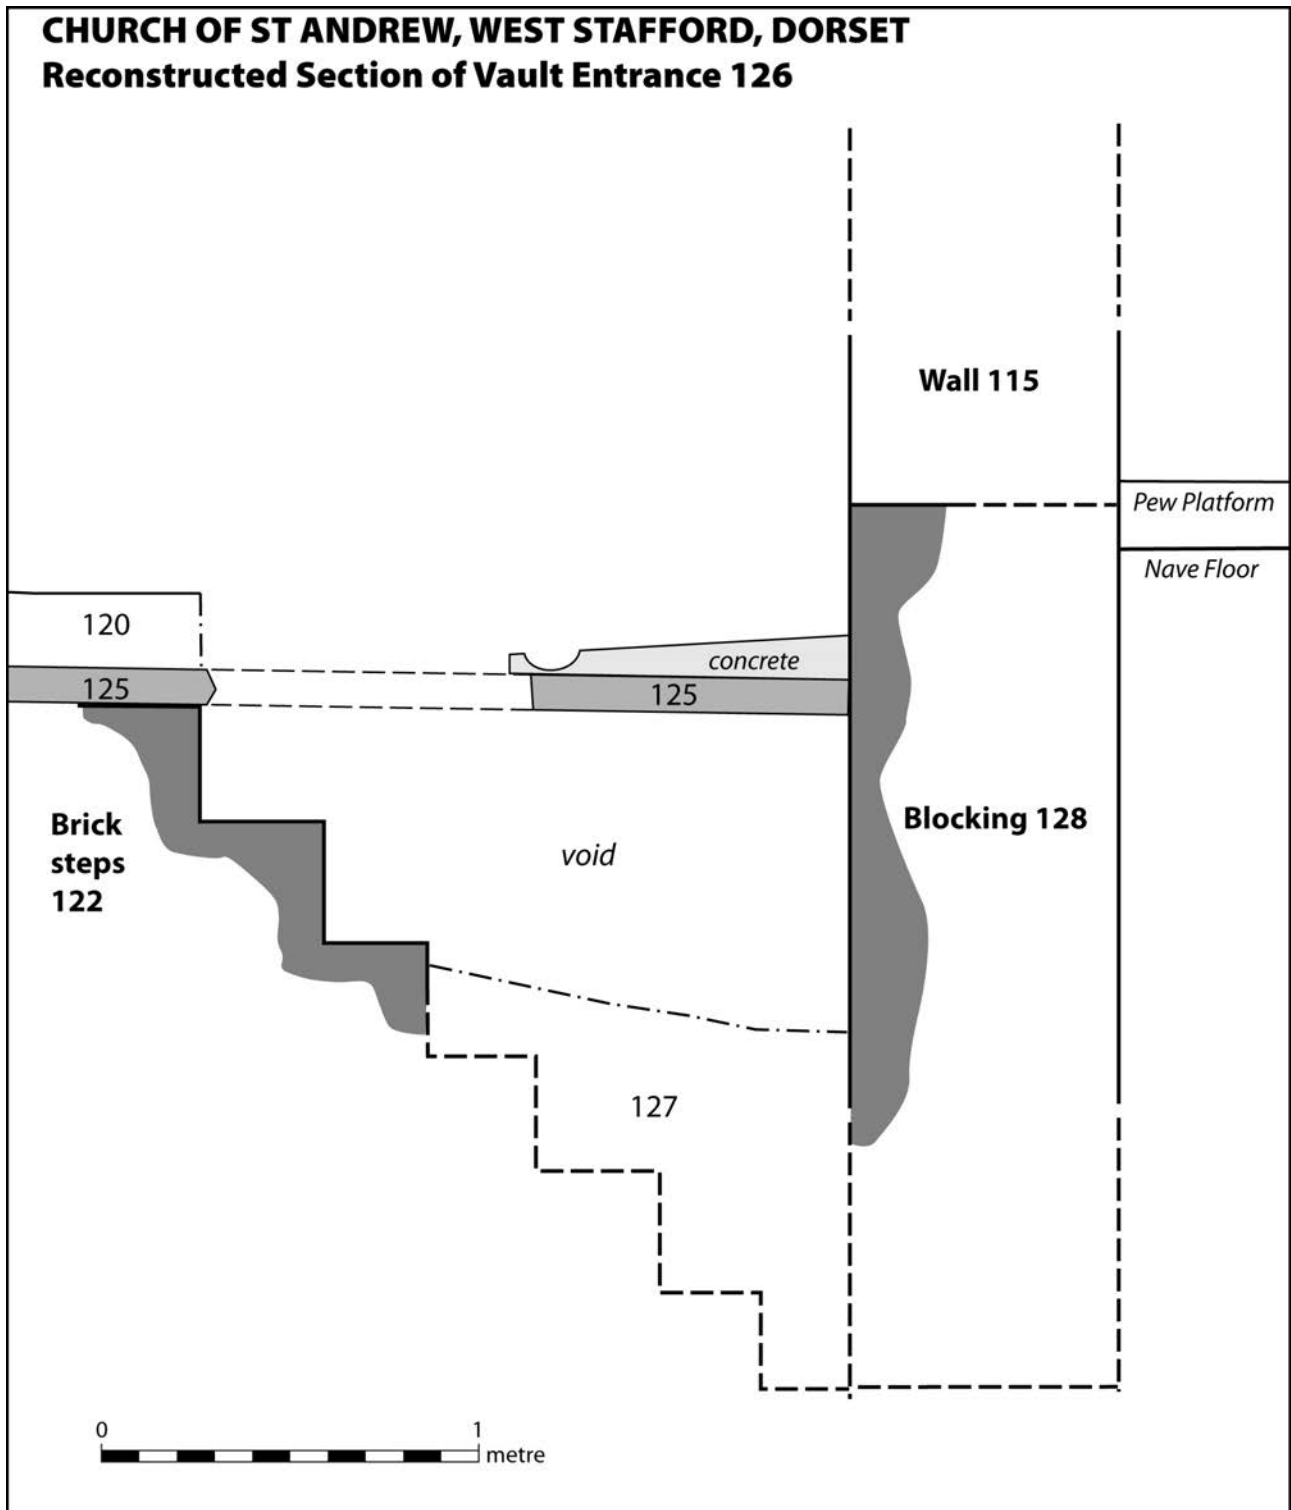 CHURCH OF ST ANDREW, WEST STAFFORD, DORSET
Reconstructed Section of Vault Entrance 126
Wall 115
Pew Platform
Nave Floor
120
concrete
125
125
Brick
steps
122
Blocking 128
void
127
0
1
metre